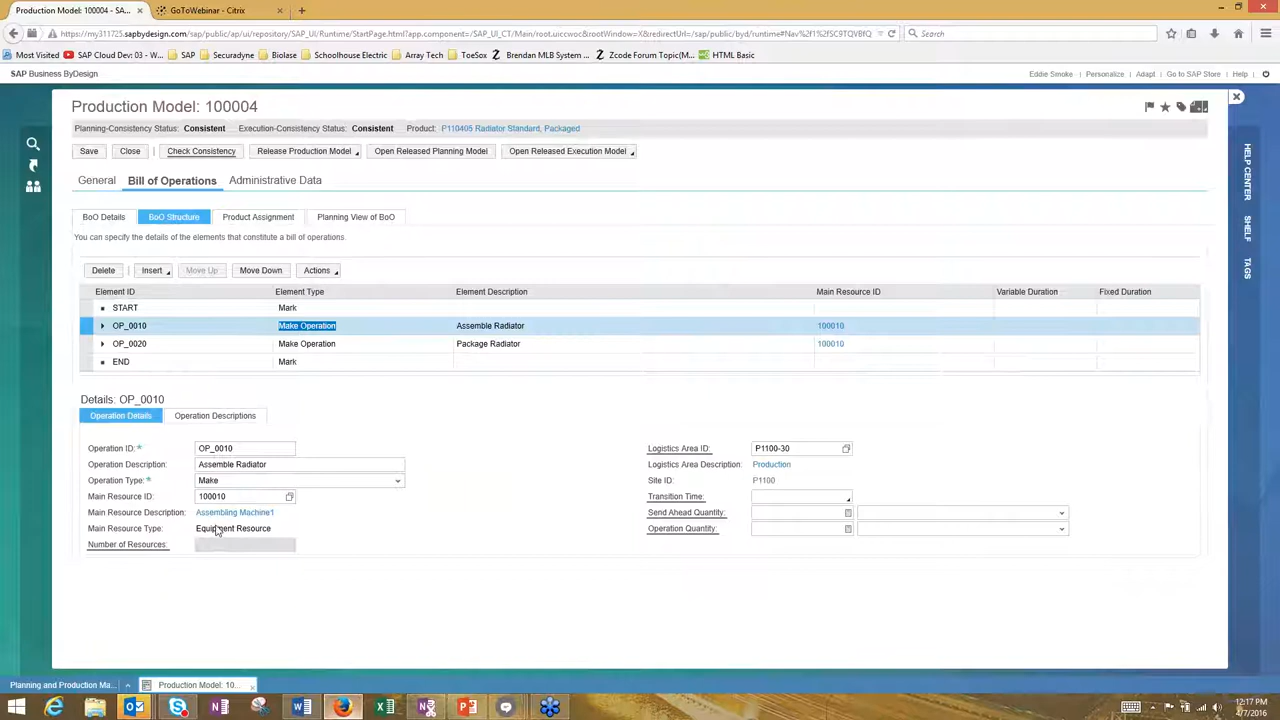 Production Model: 100004 - SA...
GoToWebinar - Citrix
https://my311725.sapbydesign.com/sap/public/ap/ui/repository/SAP_UI/Runtime/StartPage.html?app.component=/SAP_UI_CT/Main/root.uiccwoc&rootWindow=X&redirectUrl=/sap/public/byd/runtime#Nav
Search
Most Visited SAP Cloud Dev: 03 UI... SAP Securadyne Biolase Schoolhouse Electric Array Tech ToeSox Brendan MLB System ... Zcode Forum Topic(M... HTML Basic
SAP Business ByDesign
Eddie Smoke Personalize Adapt Go to SAP Store Help
Production Model: 100004
Planning-Consistency Status: Consistent Execution-Consistency Status: Consistent Product: P110405 Radiator Standard, Packaged
Save Close Check Consistency Release Production Model Open Released Planning Model Open Released Execution Model
General Bill of Operations Administrative Data
BoO Details BoO Structure Product Assignment Planning View of BoO
You can specify the details of the elements that constitute a bill of operations.
Delete Insert Move Up Move Down Actions
Element ID Element Type Element Description Main Resource ID Variable Duration Fixed Duration
START Mark
OP_0010 Make Operation Assemble Radiator 100010
OP_0020 Make Operation Package Radiator 100010
END Mark
Details: OP_0010
Operation Details Operation Descriptions
Operation ID:* OP_0010 Logistics Area ID: P1100-30
Operation Description: Assemble Radiator Logistics Area Description: Production
Operation Type:* Make Site ID: P1100
Main Resource ID: 100010 Transition Time:
Main Resource Description: Assembling Machine1 Send Ahead Quantity:
Main Resource Type: Equipment Resource Operation Quantity:
Number of Resources:
HELP CENTER
SHELF
TAGS
Planning and Production Ma... Production Model: 10...
12:17 PM
4/7/2016